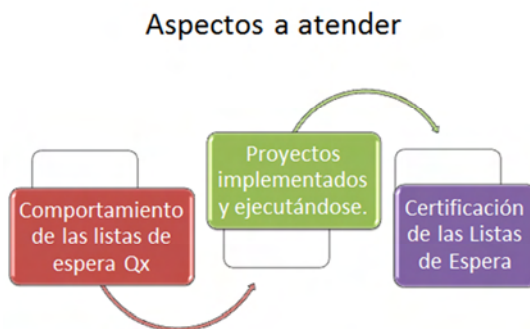 Aspectos a atender
Comportamiento
de las listas de
espera Qx
Proyectos
implementados
y ejecutándose.
Certificación
de las Listas
de Espera